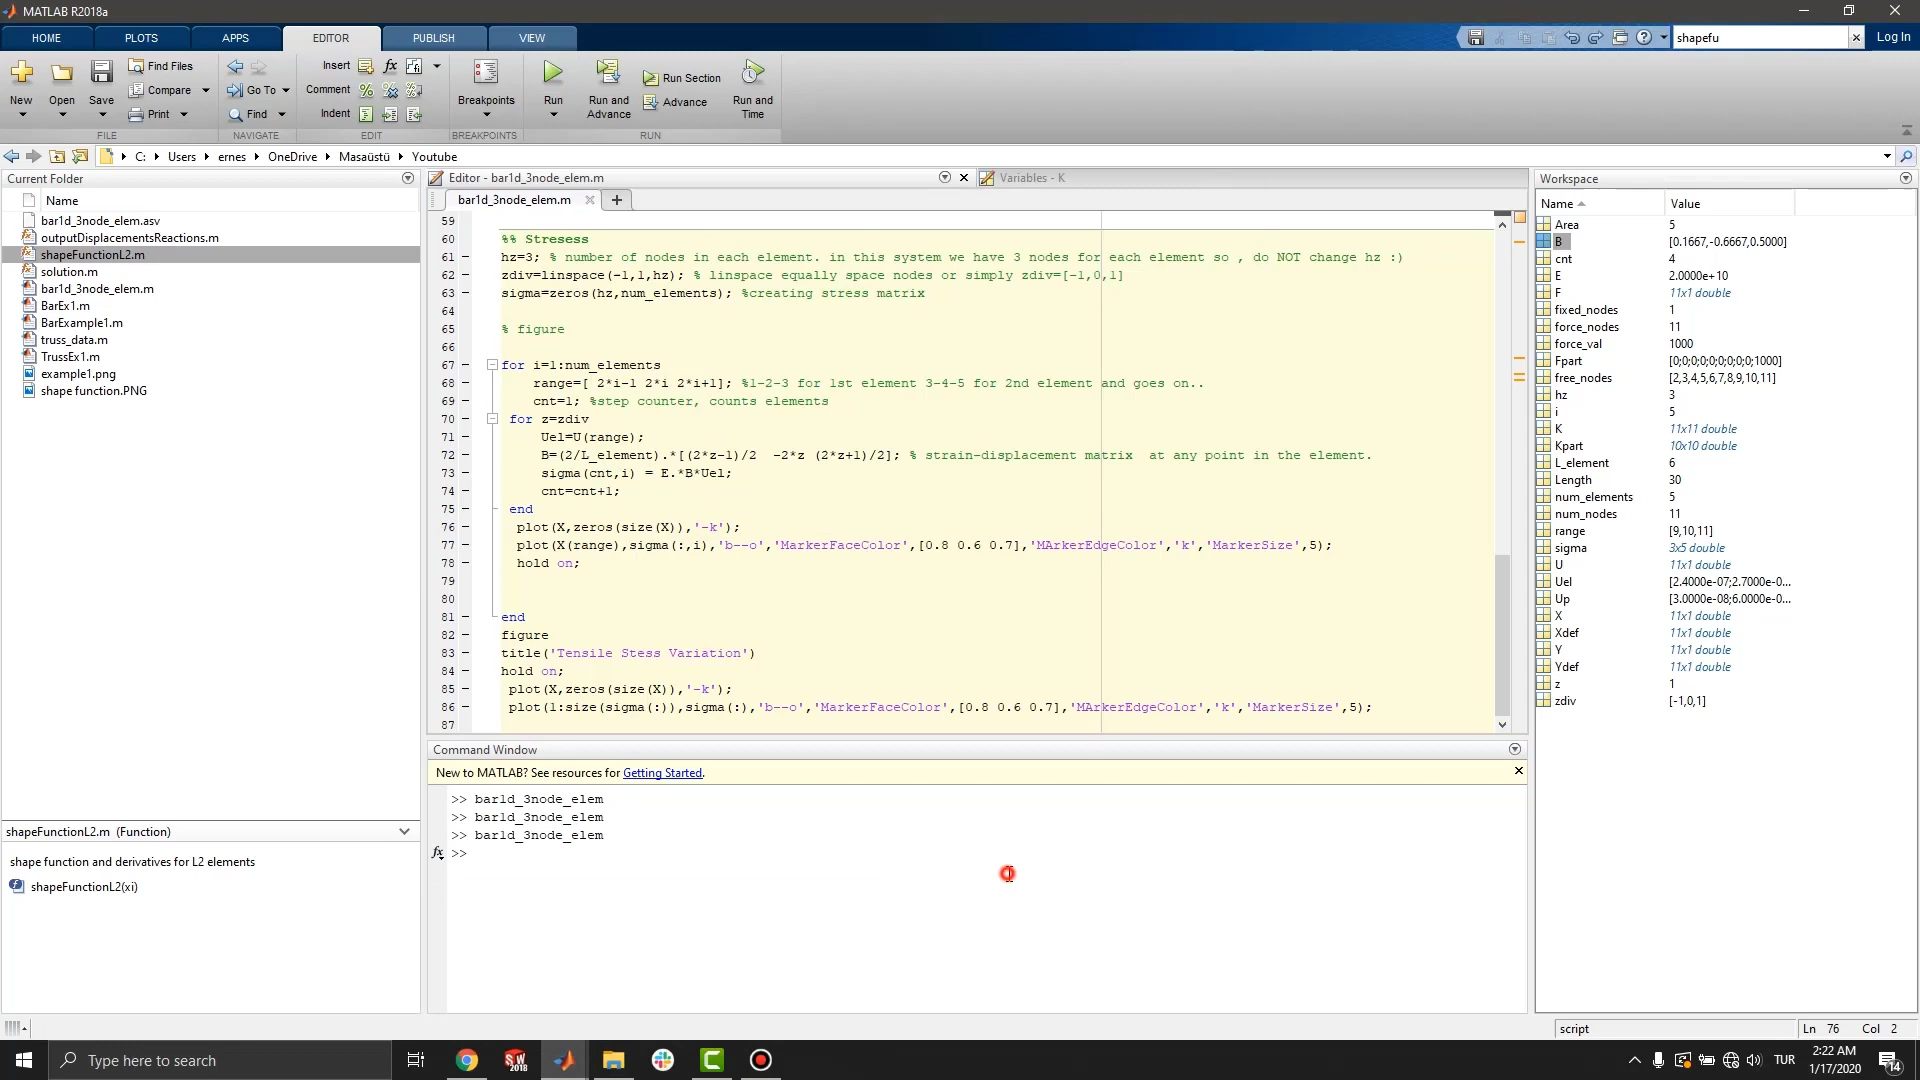 MATLAB R2018a
HOME PLOTS APPS EDITOR PUBLISH VIEW
shapefu
Log In
New
Open
Save
Find Files
Compare
Print
FILE
Go To
Find
NAVIGATE
Insert
Comment
Indent
EDIT
Breakpoints
BREAKPOINTS
Run
Run and Advance
Run Section
Advance
Run and Time
RUN
C: Users ernes OneDrive Masaüstü Youtube
Current Folder
Name
bar1d_3node_elem.asv
outputDisplacementsReactions.m
shapeFunctionL2.m
solution.m
bar1d_3node_elem.m
BarEx1.m
BarExample1.m
truss_data.m
TrussEx1.m
example1.png
shape function.PNG
shapeFunctionL2.m (Function)
shape function and derivatives for L2 elements
shapeFunctionL2(xi)
Editor - bar1d_3node_elem.m
Variables - K
bar1d_3node_elem.m
59
60 %% Stresess
61 hz=3; % number of nodes in each element. in this system we have 3 nodes for each element so , do NOT change hz :)
62 zdiv=linspace(-1,1,hz); % linspace equally space nodes or simply zdiv=[-1,0,1]
63 sigma=zeros(hz,num_elements); %creating stress matrix
64
65 % figure
66
67 for i=1:num_elements
68 range=[ 2*i-1 2*i 2*i+1]; %1-2-3 for 1st element 3-4-5 for 2nd element and goes on..
69 cnt=1; %step counter, counts elements
70 for z=zdiv
71 Uel=U(range);
72 B=(2/L_element).*[(2*z-1)/2 -2*z (2*z+1)/2]; % strain-displacement matrix at any point in the element.
73 sigma(cnt,i) = E.*B*Uel;
74 cnt=cnt+1;
75 end
76 plot(X,zeros(size(X)),'-k');
77 plot(X(range),sigma(:,i),'b--o','MarkerFaceColor',[0.8 0.6 0.7],'MArkerEdgeColor','k','MarkerSize',5);
78 hold on;
79
80
81 end
82 figure
83 title('Tensile Stess Variation')
84 hold on;
85 plot(X,zeros(size(X)),'-k');
86 plot(1:size(sigma(:)),sigma(:),'b--o','MarkerFaceColor',[0.8 0.6 0.7],'MArkerEdgeColor','k','MarkerSize',5);
87
Command Window
New to MATLAB? See resources for Getting Started.
>> bar1d_3node_elem
>> bar1d_3node_elem
>> bar1d_3node_elem
fx >>
Workspace
Name Value
Area 5
B [0.1667,-0.6667,0.5000]
cnt 4
E 2.0000e+10
F 11x1 double
fixed_nodes 1
force_nodes 11
force_val 1000
Fpart [0;0;0;0;0;0;0;0;0;1000]
free_nodes [2,3,4,5,6,7,8,9,10,11]
hz 3
i 5
K 11x11 double
Kpart 10x10 double
L_element 6
Length 30
num_elements 5
num_nodes 11
range [9,10,11]
sigma 3x5 double
U 11x1 double
Uel [2.4000e-07;2.7000e-0...
Up [3.0000e-08;6.0000e-0...
X 11x1 double
Xdef 11x1 double
Y 11x1 double
Ydef 11x1 double
z 1
zdiv [-1,0,1]
script
Ln 76 Col 2
Type here to search
TUR
2:22 AM
1/17/2020
14